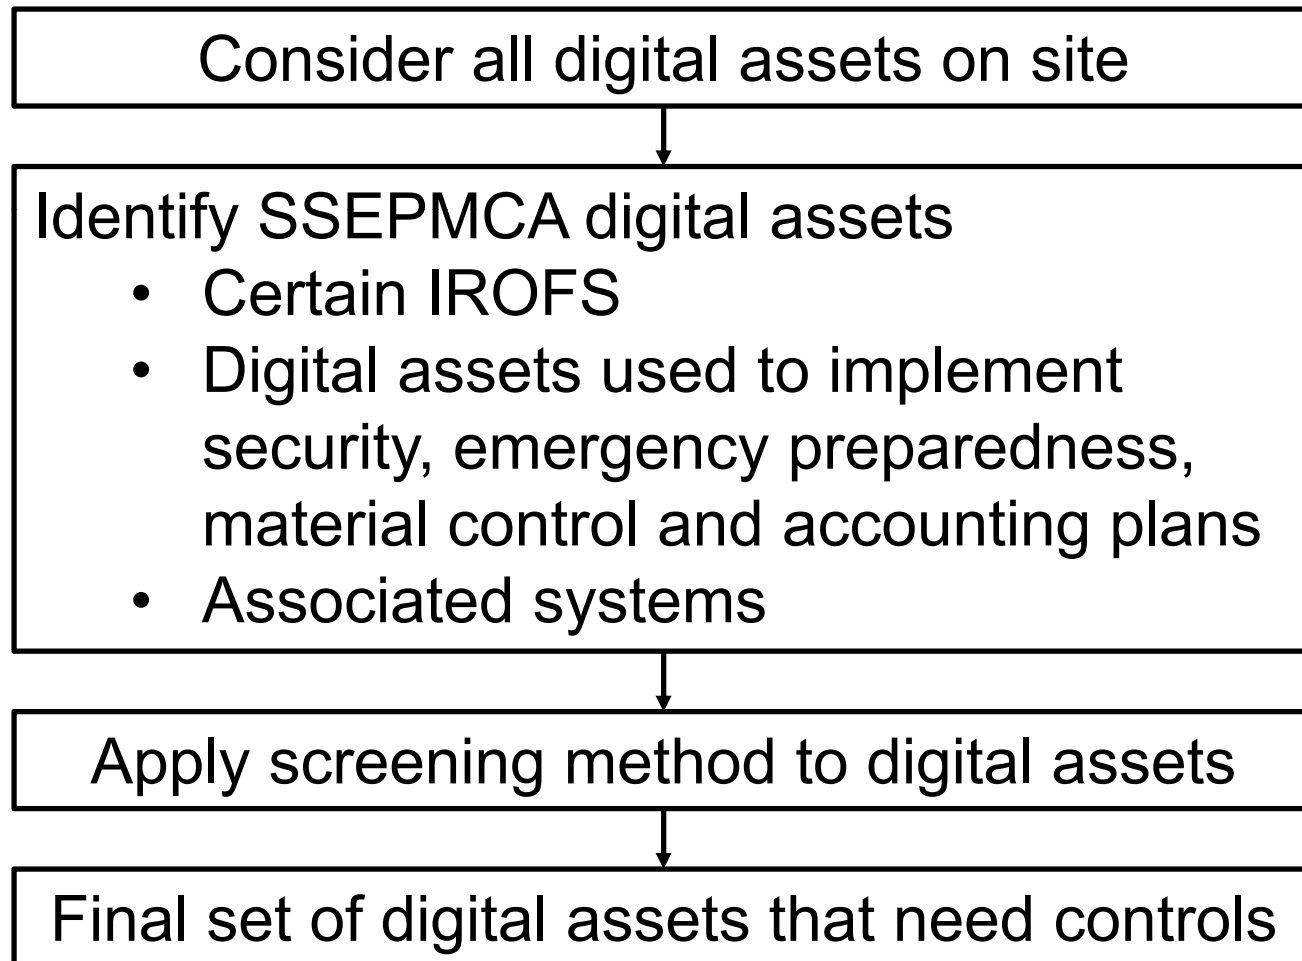 Consider all digital assets on site
Identify SSEPMCA digital assets
• Certain IROFS
• Digital assets used to implement
security, emergency preparedness,
material control and accounting plans
• Associated systems
Apply screening method to digital assets
Final set of digital assets that need controls